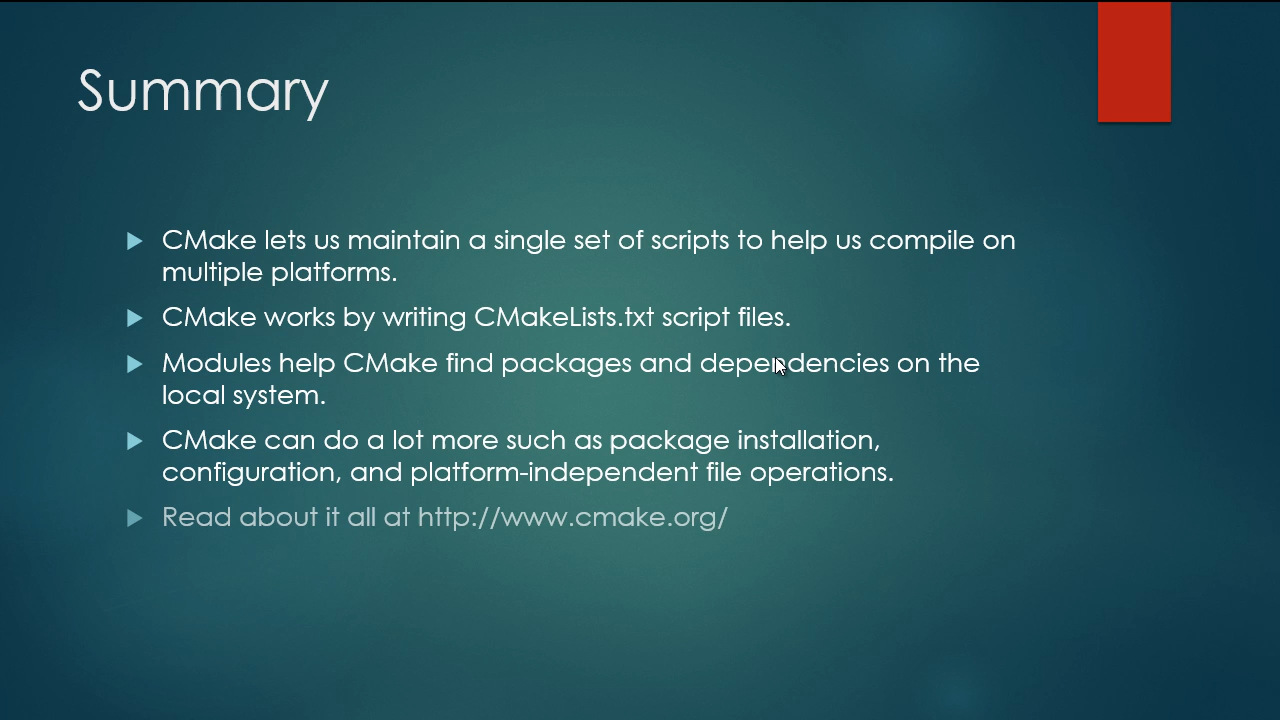 Summary
CMake lets us maintain a single set of scripts to help us compile on
multiple platforms.
CMake works by writing CMakeLists.txt script files.
Modules help CMake find packages and dependencies on the
local system.
CMake can do a lot more such as package installation,
configuration, and platform-independent file operations.
Read about it all at http://www.cmake.org/